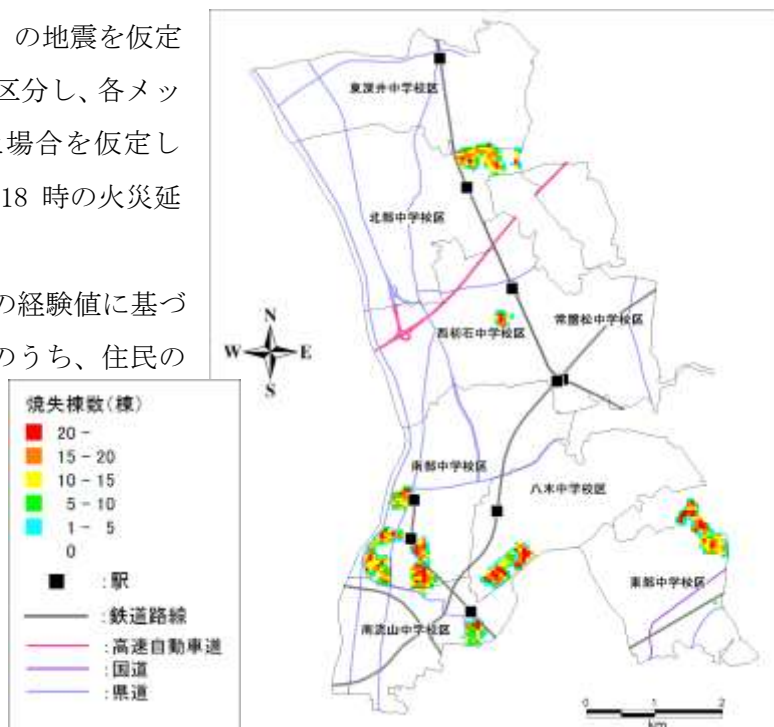 の地震を仮定
区分し、各メッ
場合を仮定し
18 時の火災延
の経験値に基づ
のうち、住民の
東深井中学校区
北部中学校区
西初石中学校区
常盤松中学校区
N
W
E
S
南部中学校区
八木中学校区
東部中学校区
南流山中学校区
焼失棟数(棟)
20 -
15 - 20
10 - 15
5 - 10
1 - 5
0
:駅
:鉄道路線
:高速自動車道
:国道
:県道
0 1 2
km